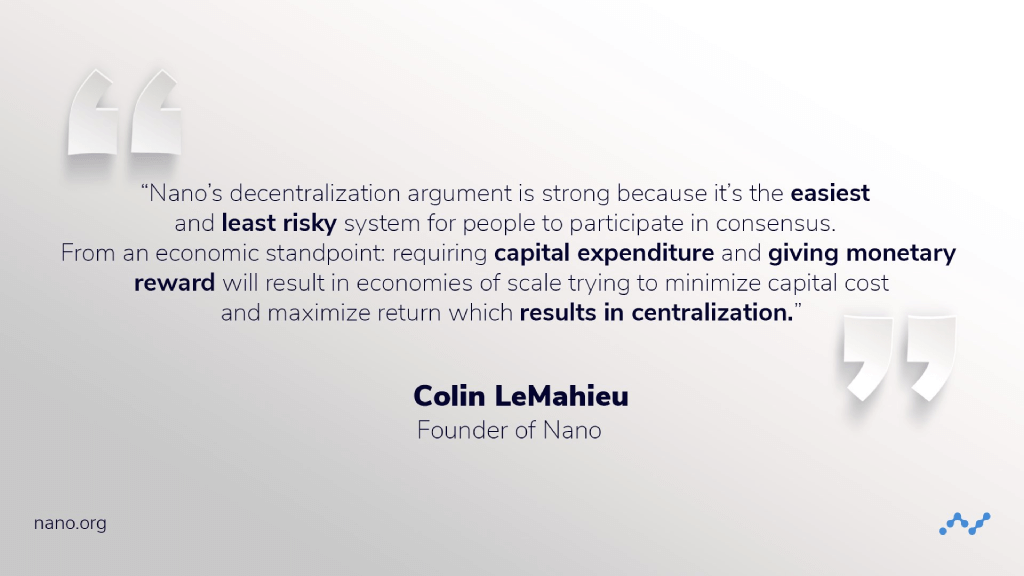 “Nano’s decentralization argument is strong because it’s the easiest
and least risky system for people to participate in consensus.
From an economic standpoint: requiring capital expenditure and giving monetary
reward will result in economies of scale trying to minimize capital cost
and maximize return which results in centralization.”
Colin LeMahieu
Founder of Nano
nano.org